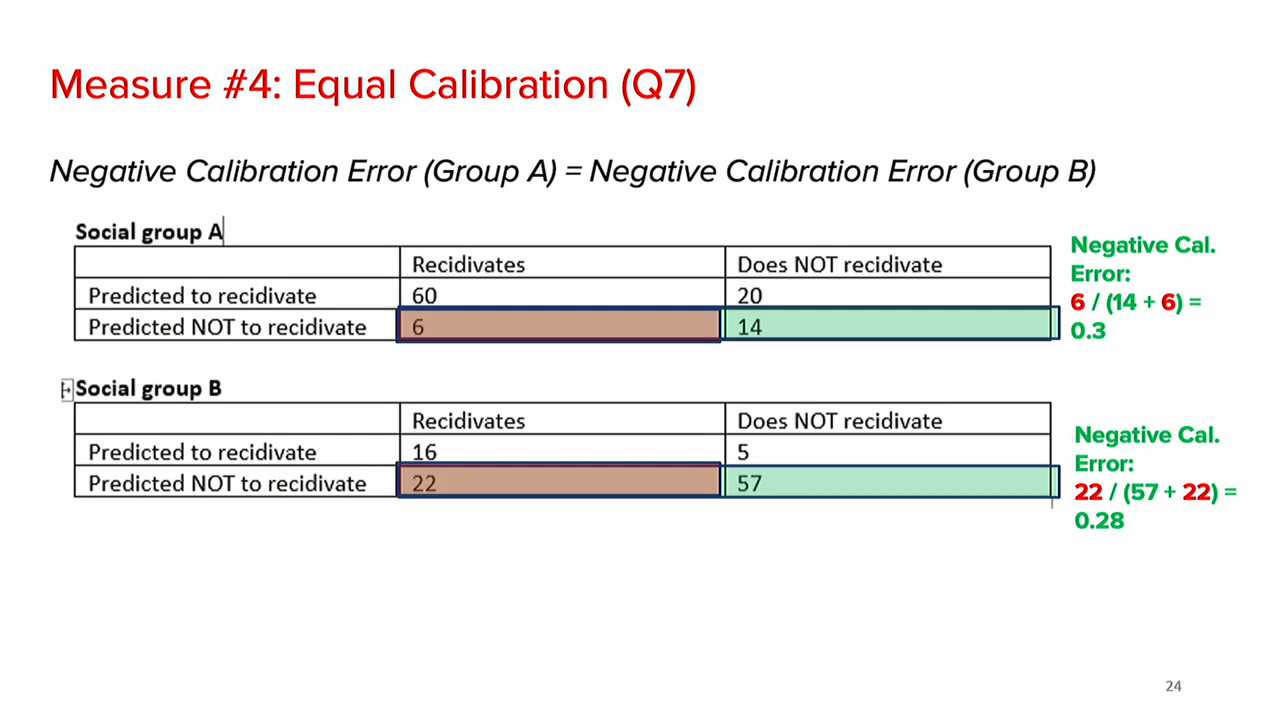 Measure #4: Equal Calibration (Q7)
Negative Calibration Error (Group A) = Negative Calibration Error (Group B)
Social group A
Recidivates Does NOT recidivate
Predicted to recidivate 60 20
Predicted NOT to recidivate 6 14
Negative Cal.
Error:
6 / (14 + 6) =
0.3
Social group B
Recidivates Does NOT recidivate
Predicted to recidivate 16 5
Predicted NOT to recidivate 22 57
Negative Cal.
Error:
22 / (57 + 22) =
0.28
24